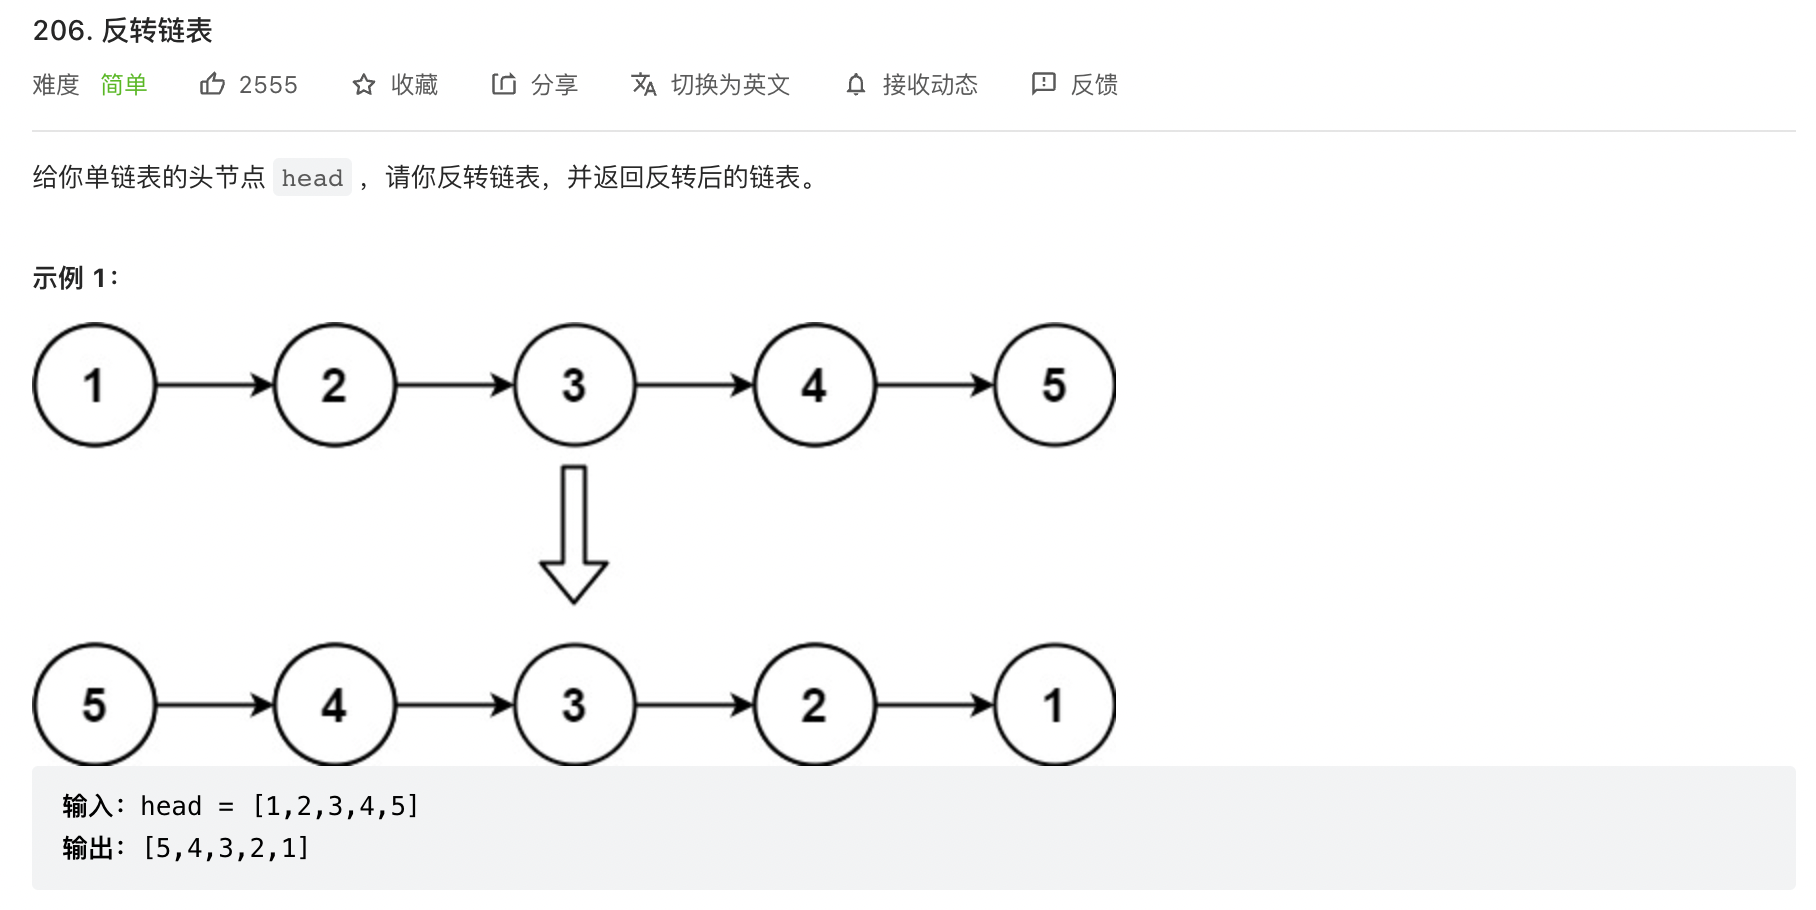 206. 反转链表
难度 简单 2555 收藏 分享 切换为英文 接收动态 反馈
给你单链表的头节点 head ，请你反转链表，并返回反转后的链表。
示例 1：
1 2 3 4 5
5 4 3 2 1
输入：head = [1,2,3,4,5]
输出：[5,4,3,2,1]